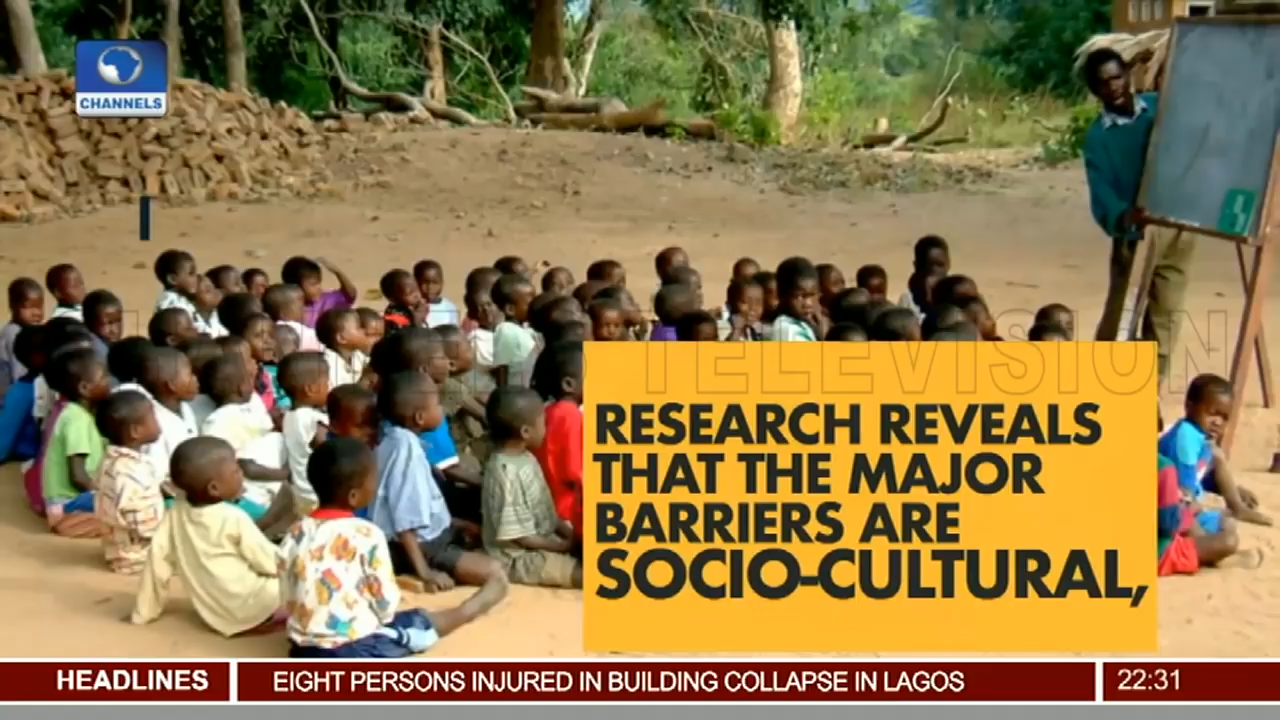 CHANNELS
TELEVISION
RESEARCH REVEALS
THAT THE MAJOR
BARRIERS ARE
SOCIO-CULTURAL,
HEADLINES
EIGHT PERSONS INJURED IN BUILDING COLLAPSE IN LAGOS
22:31